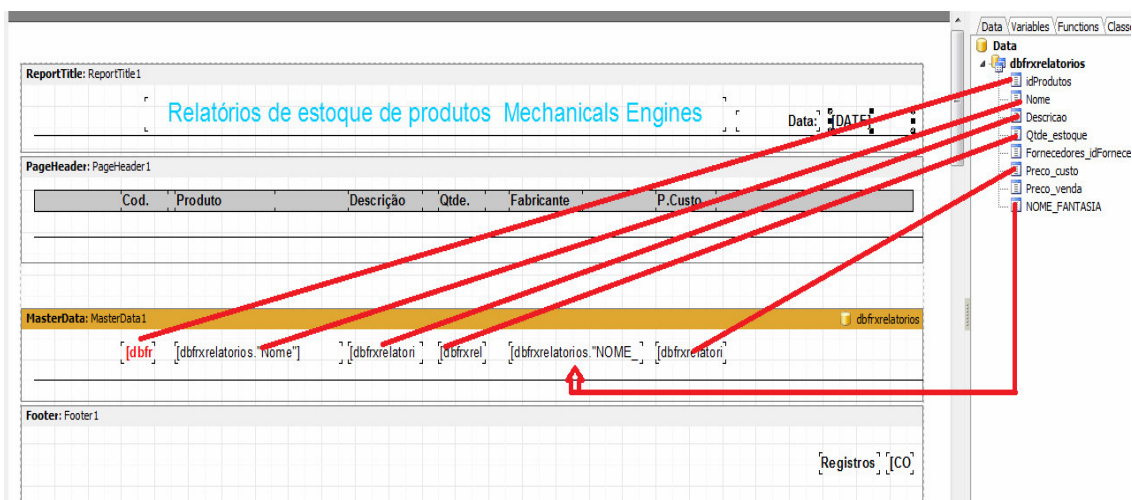 Data Variables Functions Classe
Data
dbfrxrelatorios
idProdutos
Nome
Descricao
Qtde_estoque
Fornecedores_idFornece
Preco_custo
Preco_venda
NOME_FANTASIA
ReportTitle: ReportTitle1
Relatórios de estoque de produtos Mechanicals Engines
Data: [DATE]
PageHeader: PageHeader1
Cod. Produto Descrição Qtde. Fabricante P.Custo
MasterData: MasterData1 dbfrxrelatorios
[dbfr [dbfrxrelatorios."Nome"] [dbfrxrelatori [dbfrxrel [dbfrxrelatorios."NOME_ [dbfrxrelatori
Footer: Footer1
Registros [CO